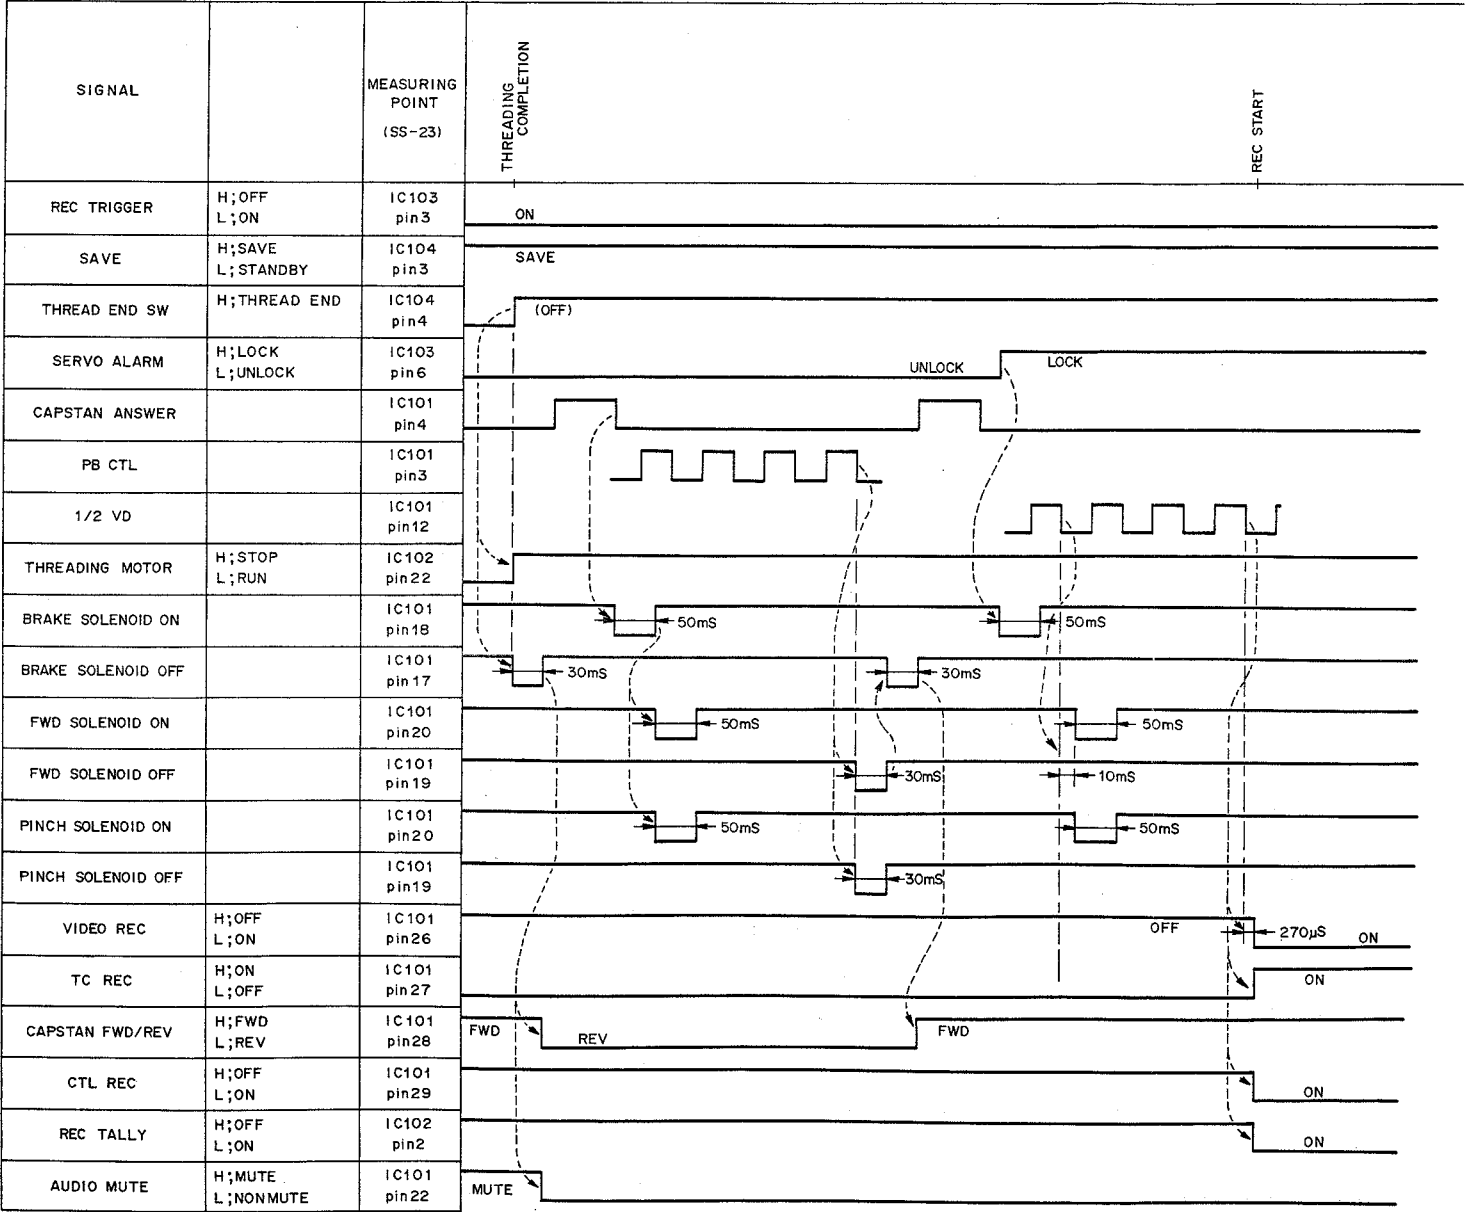 SIGNAL
MEASURING
POINT
(SS-23)
THREADING
COMPLETION
REC START
REC TRIGGER
H;OFF
L;ON
IC103
pin3
ON
SAVE
H;SAVE
L;STANDBY
IC104
pin3
SAVE
THREAD END SW
H;THREAD END
IC104
pin4
(OFF)
SERVO ALARM
H;LOCK
L;UNLOCK
IC103
pin6
UNLOCK
LOCK
CAPSTAN ANSWER
IC101
pin4
PB CTL
IC101
pin3
1/2 VD
IC101
pin12
THREADING MOTOR
H;STOP
L;RUN
IC102
pin22
BRAKE SOLENOID ON
IC101
pin18
50mS
50mS
BRAKE SOLENOID OFF
IC101
pin17
30mS
30mS
FWD SOLENOID ON
IC101
pin20
50mS
50mS
FWD SOLENOID OFF
IC101
pin19
30mS
10mS
PINCH SOLENOID ON
IC101
pin20
50mS
50mS
PINCH SOLENOID OFF
IC101
pin19
30mS
VIDEO REC
H;OFF
L;ON
IC101
pin26
OFF
270μS
ON
TC REC
H;ON
L;OFF
IC101
pin27
ON
CAPSTAN FWD/REV
H;FWD
L;REV
IC101
pin28
FWD
REV
FWD
CTL REC
H;OFF
L;ON
IC101
pin29
ON
REC TALLY
H;OFF
L;ON
IC102
pin2
ON
AUDIO MUTE
H;MUTE
L;NONMUTE
IC101
pin22
MUTE